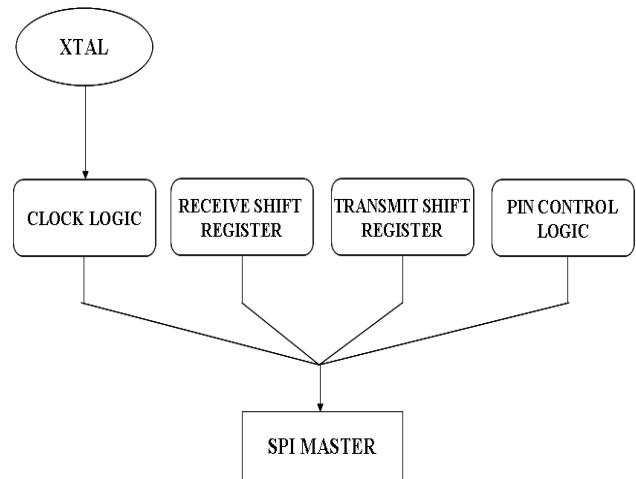 XTAL
CLOCK LOGIC
RECEIVE SHIFT
REGISTER
TRANSMIT SHIFT
REGISTER
PIN CONTROL
LOGIC
SPI MASTER